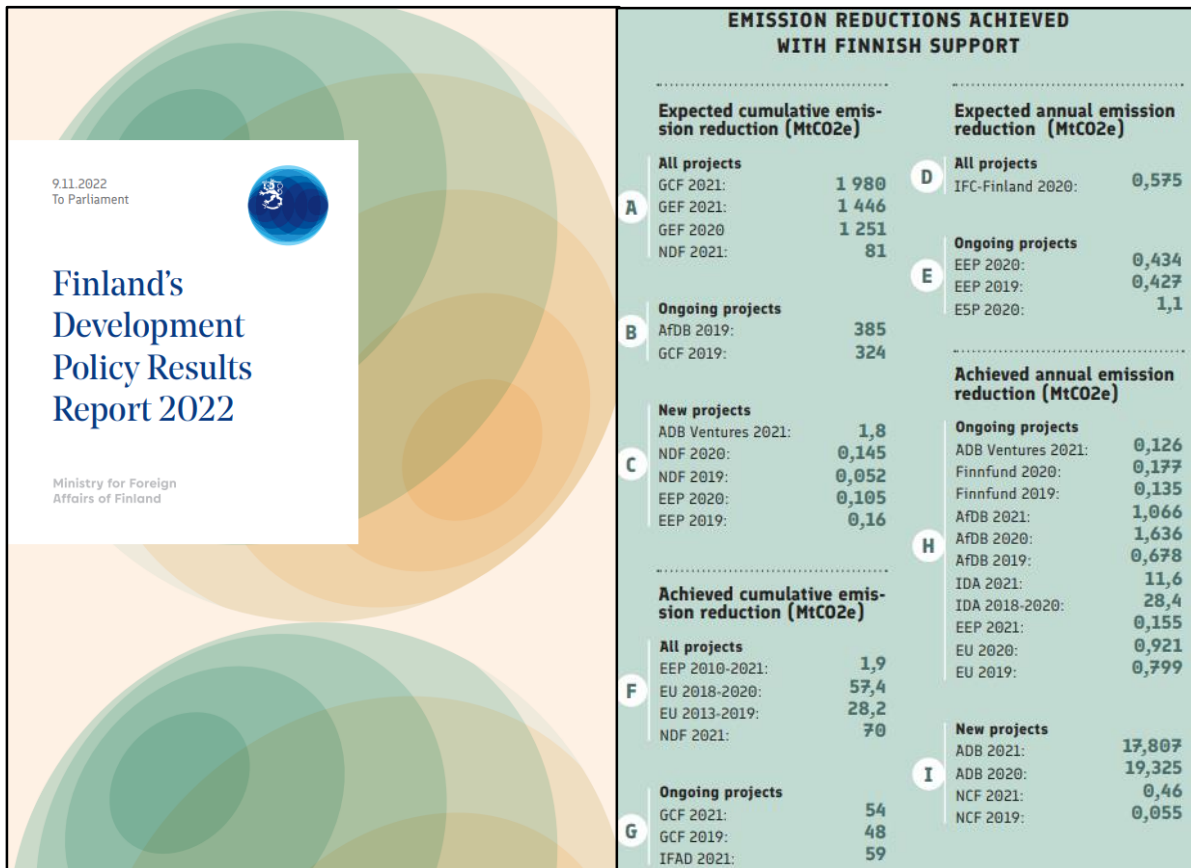 9.11.2022
To Parliament
Finland's
Development
Policy Results
Report 2022
Ministry for Foreign
Affairs of Finland
EMISSION REDUCTIONS ACHIEVED
WITH FINNISH SUPPORT
Expected cumulative emis-
sion reduction (MtCO2e)
A
All projects
GCF 2021: 1 980
GEF 2021: 1 446
GEF 2020 1 251
NDF 2021: 81
B
Ongoing projects
AfDB 2019: 385
GCF 2019: 324
C
New projects
ADB Ventures 2021: 1,8
NDF 2020: 0,145
NDF 2019: 0,052
EEP 2020: 0,105
EEP 2019: 0,16
Achieved cumulative emis-
sion reduction (MtCO2e)
F
All projects
EEP 2010-2021: 1,9
EU 2018-2020: 57,4
EU 2013-2019: 28,2
NDF 2021: 70
G
Ongoing projects
GCF 2021: 54
GCF 2019: 48
IFAD 2021: 59
Expected annual emission
reduction (MtCO2e)
D
All projects
IFC-Finland 2020: 0,575
E
Ongoing projects
EEP 2020: 0,434
EEP 2019: 0,427
E5P 2020: 1,1
Achieved annual emission
reduction (MtCO2e)
H
Ongoing projects
ADB Ventures 2021: 0,126
Finnfund 2020: 0,177
Finnfund 2019: 0,135
AfDB 2021: 1,066
AfDB 2020: 1,636
AfDB 2019: 0,678
IDA 2021: 11,6
IDA 2018-2020: 28,4
EEP 2021: 0,155
EU 2020: 0,921
EU 2019: 0,799
I
New projects
ADB 2021: 17,807
ADB 2020: 19,325
NCF 2021: 0,46
NCF 2019: 0,055